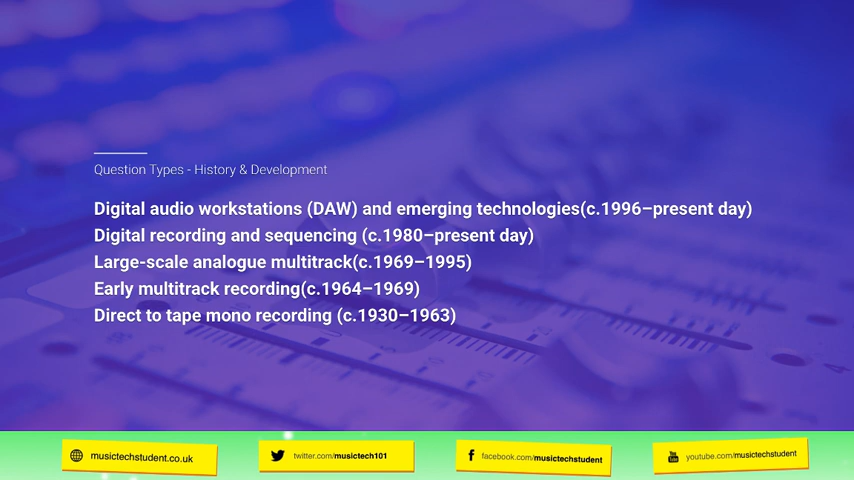 Question Types - History & Development
Digital audio workstations (DAW) and emerging technologies(c.1996–present day)
Digital recording and sequencing (c.1980–present day)
Large-scale analogue multitrack(c.1969–1995)
Early multitrack recording(c.1964–1969)
Direct to tape mono recording (c.1930–1963)
musictechstudent.co.uk
twitter.com/musictech101
facebook.com/musictechstudent
youtube.com/musictechstudent